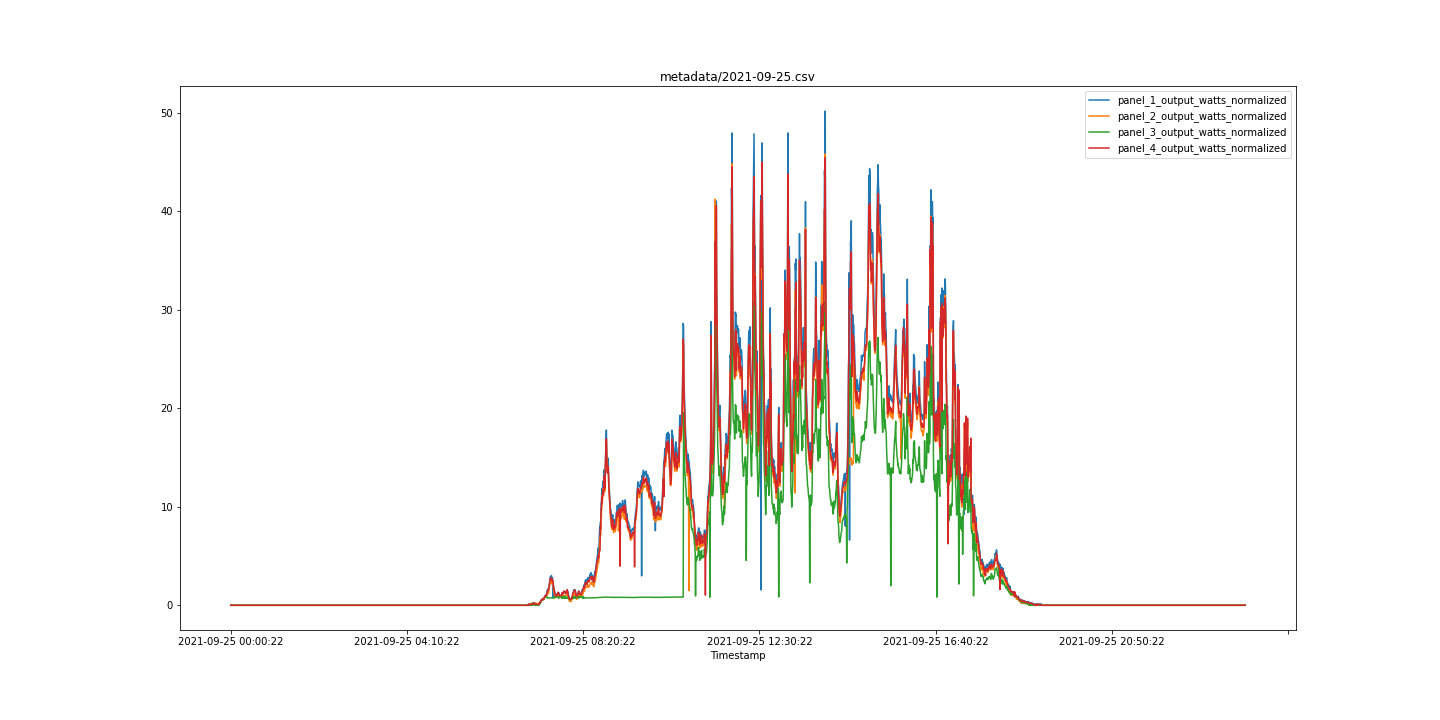 metadata/2021-09-25.csv
panel_1_output_watts_normalized
panel_2_output_watts_normalized
panel_3_output_watts_normalized
panel_4_output_watts_normalized
50
40
30
20
10
0
2021-09-25 00:00:22 2021-09-25 04:10:22 2021-09-25 08:20:22 2021-09-25 12:30:22 2021-09-25 16:40:22 2021-09-25 20:50:22
Timestamp